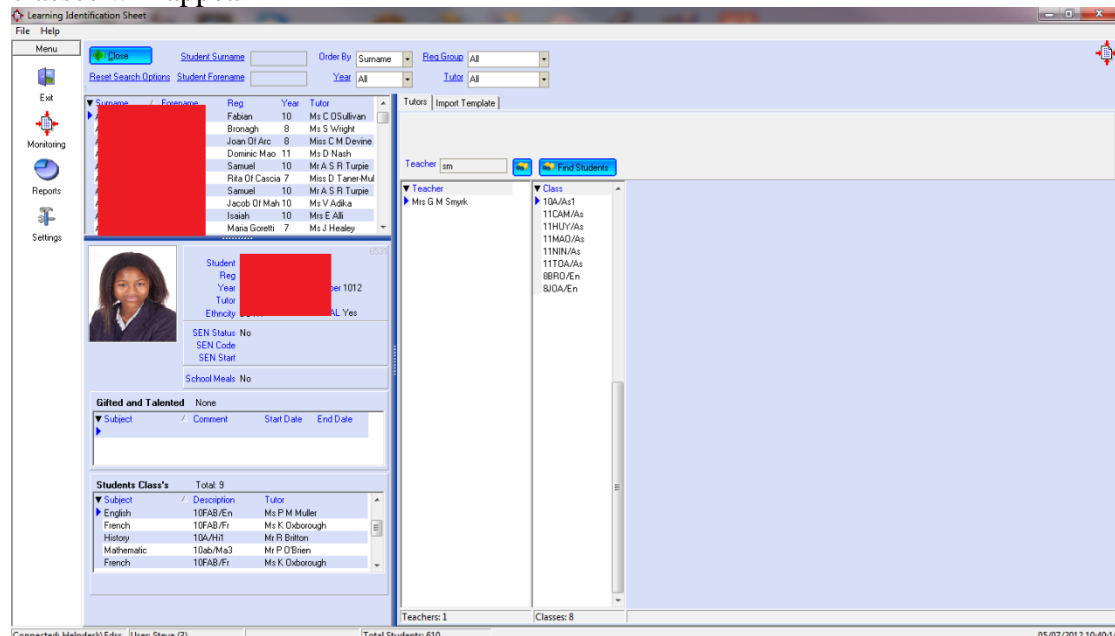 Learning Identification Sheet
File Help
Menu
Exit
Monitoring
Reports
Settings
Close
Student Surname
Order By Surname
Reg Group All
Reset Search Options
Student Forename
Year All
Tutor All
Surname Forename Reg Year Tutor
Fabian 10 Ms C OSullivan
Bronagh 8 Ms S Wright
Joan Of Arc 8 Miss C M Devine
Dominic Mao 11 Ms D Nash
Samuel 10 Mr A S R Turpie
Rita Of Cascia 7 Miss D Taner-Mul
Samuel 10 Mr A S R Turpie
Jacob Of Mah 10 Ms V Adika
Isaiah 10 Mrs E Alli
Maria Goretti 7 Ms J Healey
6531
Student
Reg
Year 1012
Tutor
Ethncity Yes
SEN Status No
SEN Code
SEN Start
School Meals No
Gifted and Talented None
Subject Comment Start Date End Date
Students Class's Total: 9
Subject Description Tutor
English 10FAB/En Ms P M Muller
French 10FAB/Fr Ms K Oxborough
History 10A/Hi1 Mr R Britton
Mathematic 10ab/Ma3 Mr P O'Brien
French 10FAB/Fr Ms K Oxborough
Tutors Import Template
Teacher sm Find Students
Teacher
Mrs G M Smyrk
Class
10A/As1
11CAM/As
11HUY/As
11MAO/As
11NIN/As
11TOA/As
8BRO/En
8JOA/En
Teachers: 1
Classes: 8
User: Steve (3)
Total Students: 610